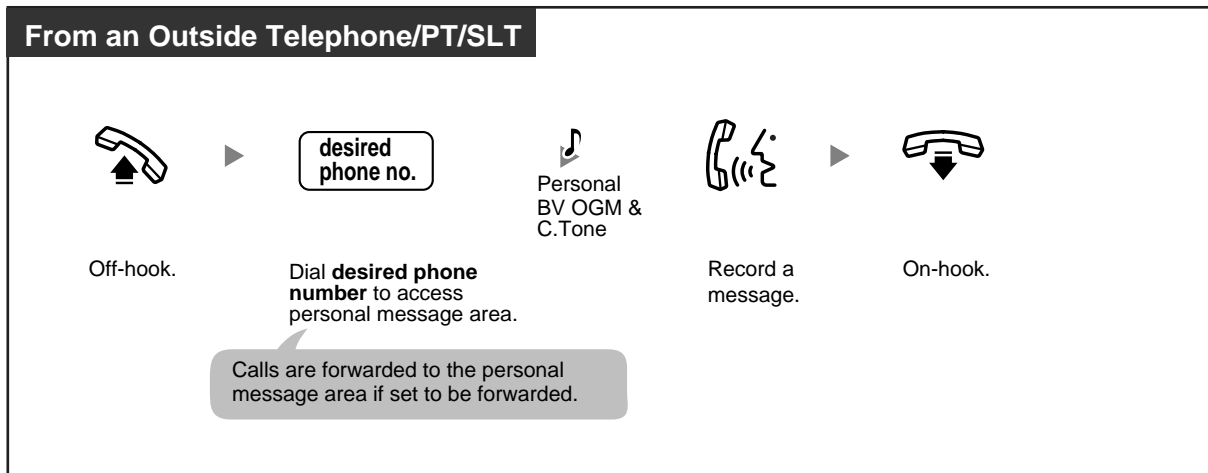 From an Outside Telephone/PT/SLT
desired
phone no.
Personal
BV OGM &
C.Tone
Off-hook.
Dial desired phone
number to access
personal message area.
Record a
message.
On-hook.
Calls are forwarded to the personal
message area if set to be forwarded.